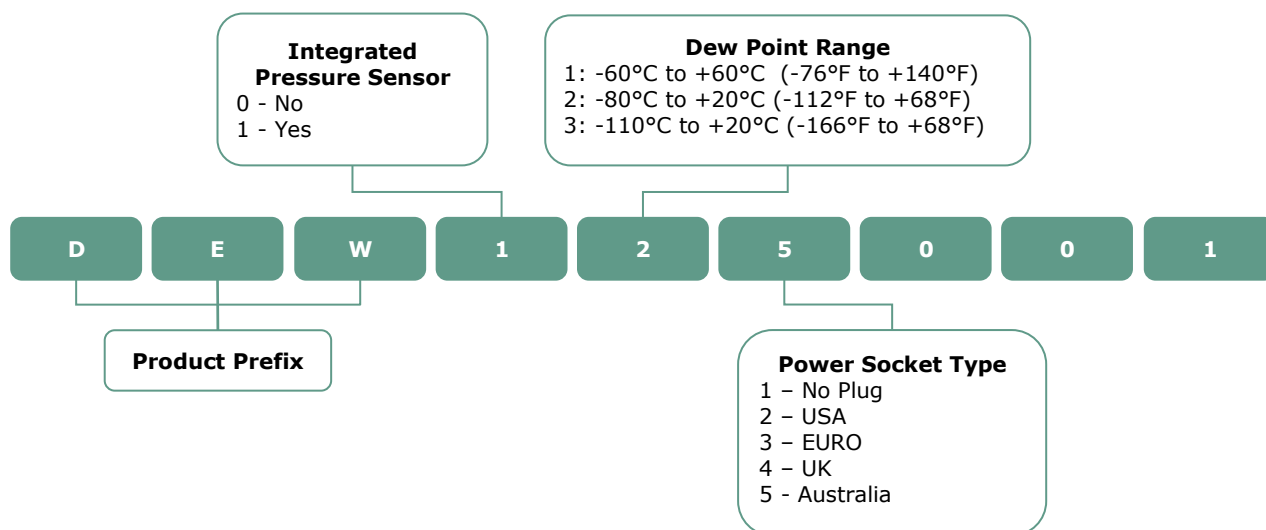 Integrated
Pressure Sensor
0 - No
1 - Yes
Dew Point Range
1: -60°C to +60°C  (-76°F to +140°F)
2: -80°C to +20°C (-112°F to +68°F)
3: -110°C to +20°C (-166°F to +68°F)
D E W 1 2 5 0 0 1
Product Prefix
Power Socket Type
1 – No Plug
2 – USA
3 – EURO
4 – UK
5 - Australia